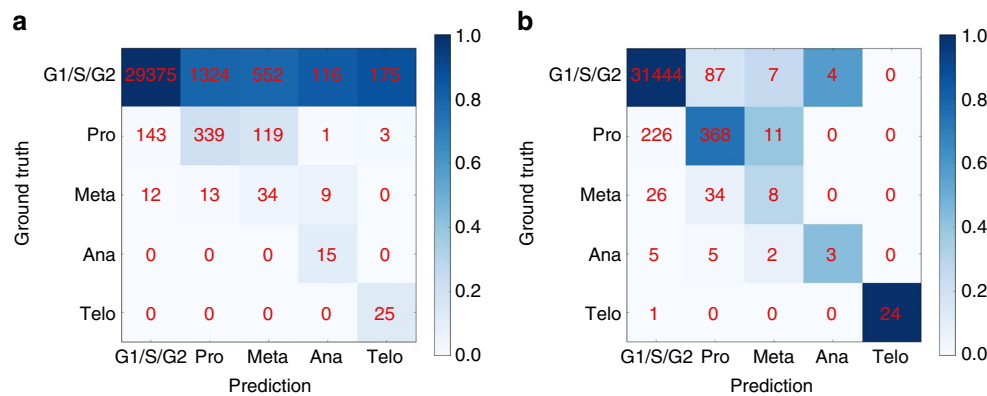 a
G1/S/G2 29375 1324 552 116 175
Pro 143 339 119 1 3
Meta 12 13 34 9 0
Ana 0 0 0 15 0
Telo 0 0 0 0 25
G1/S/G2 Pro Meta Ana Telo
Prediction
Ground truth
1.0
0.8
0.6
0.4
0.2
0.0
b
G1/S/G2 31444 87 7 4 0
Pro 226 368 11 0 0
Meta 26 34 8 0 0
Ana 5 5 2 3 0
Telo 1 0 0 0 24
G1/S/G2 Pro Meta Ana Telo
Prediction
Ground truth
1.0
0.8
0.6
0.4
0.2
0.0